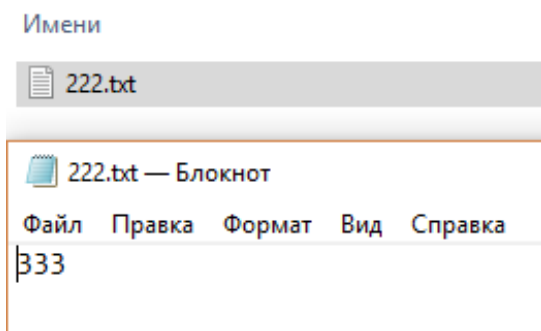 Имени
222.txt
222.txt — Блокнот
Файл Правка Формат Вид Справка
333